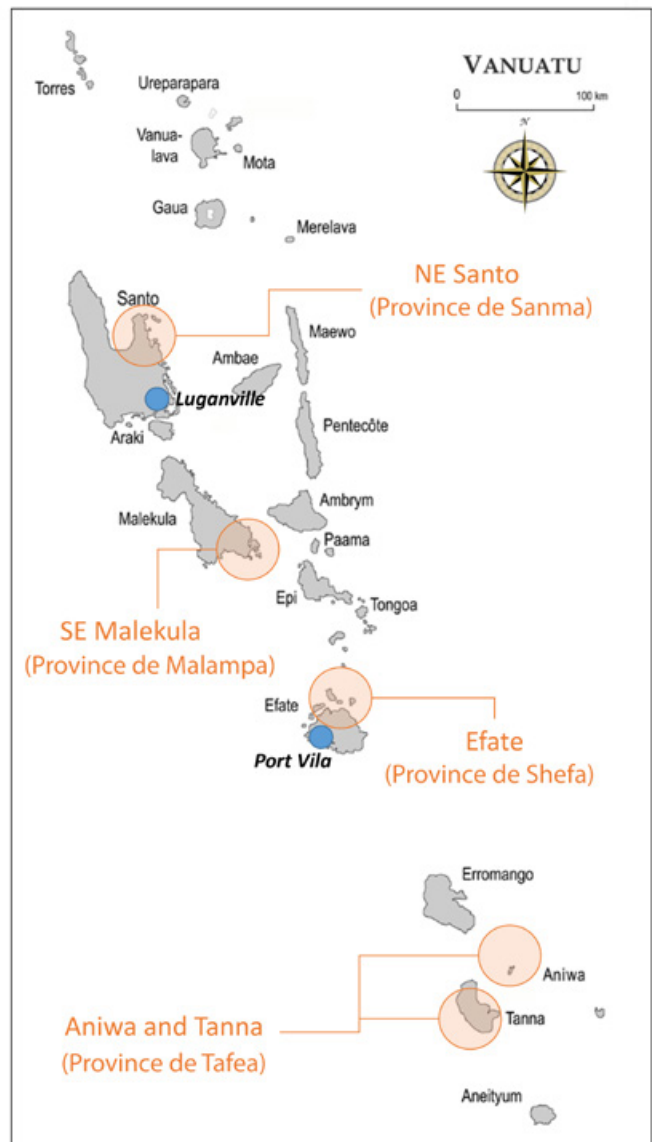 VANUATU
0 100 km
N
Torres
Ureparapara
Vanua-
lava
Mota
Gaua
Merelava
NE Santo
(Province de Sanma)
Santo
Maewo
Ambae
Luganville
Araki
Pentecôte
Ambrym
Malekula
Paama
Epi
Tongoa
SE Malekula
(Province de Malampa)
Efate
Port Vila
Efate
(Province de Shefa)
Erromango
Aniwa
Tanna
Aniwa and Tanna
(Province de Tafea)
Aneityum